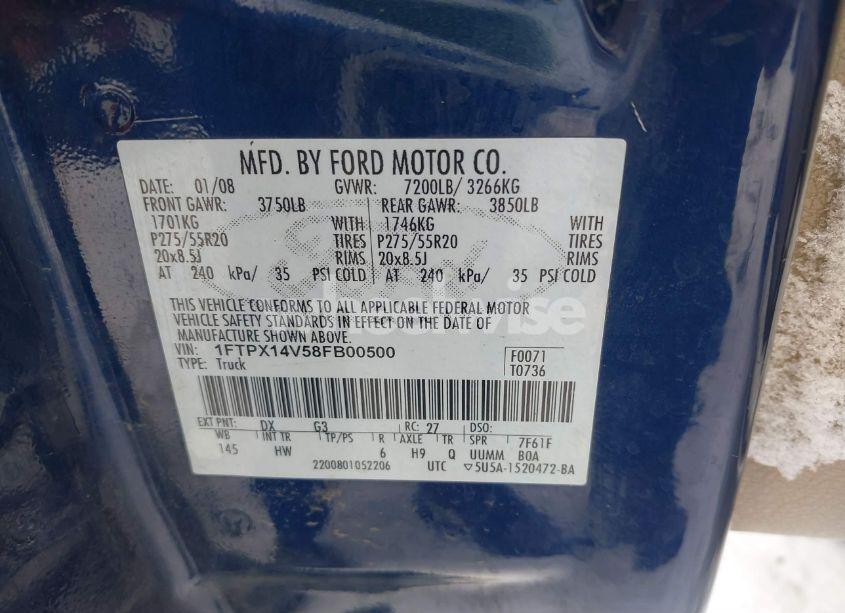 MFD. BY FORD MOTOR CO.
DATE: 01/08 GVWR: 7200LB/ 3266KG
FRONT GAWR: 3750LB REAR GAWR: 3850LB
1701KG WITH 1746KG WITH
P275/55R20 TIRES P275/55R20 TIRES
20x8.5J RIMS 20x8.5J RIMS
AT 240 kPa/ 35 PSI COLD AT 240 kPa/ 35 PSI COLD
THIS VEHICLE CONFORMS TO ALL APPLICABLE FEDERAL MOTOR
VEHICLE SAFETY STANDARDS IN EFFECT ON THE DATE OF
MANUFACTURE SHOWN ABOVE.
VIN: 1FTPX14V58FB00500 F0071
TYPE: Truck T0736
EXT PNT: DX G3 RC: 27 DSO:
WB INT TR TP/PS R AXLE TR SPR 7F61F
145 HW 6 H9 Q UUMM BOA
2200801052206 UTC ▽5U5A-1520472-BA